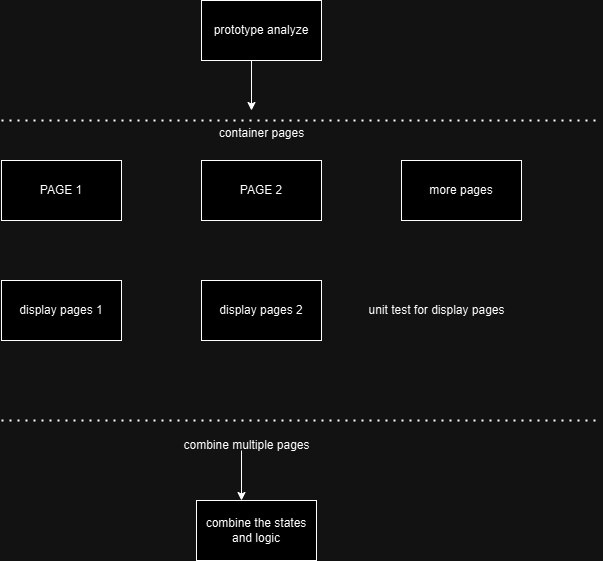 prototype analyze
container pages
PAGE 1
PAGE 2
more pages
display pages 1
display pages 2
unit test for display pages
combine multiple pages
combine the states
and logic